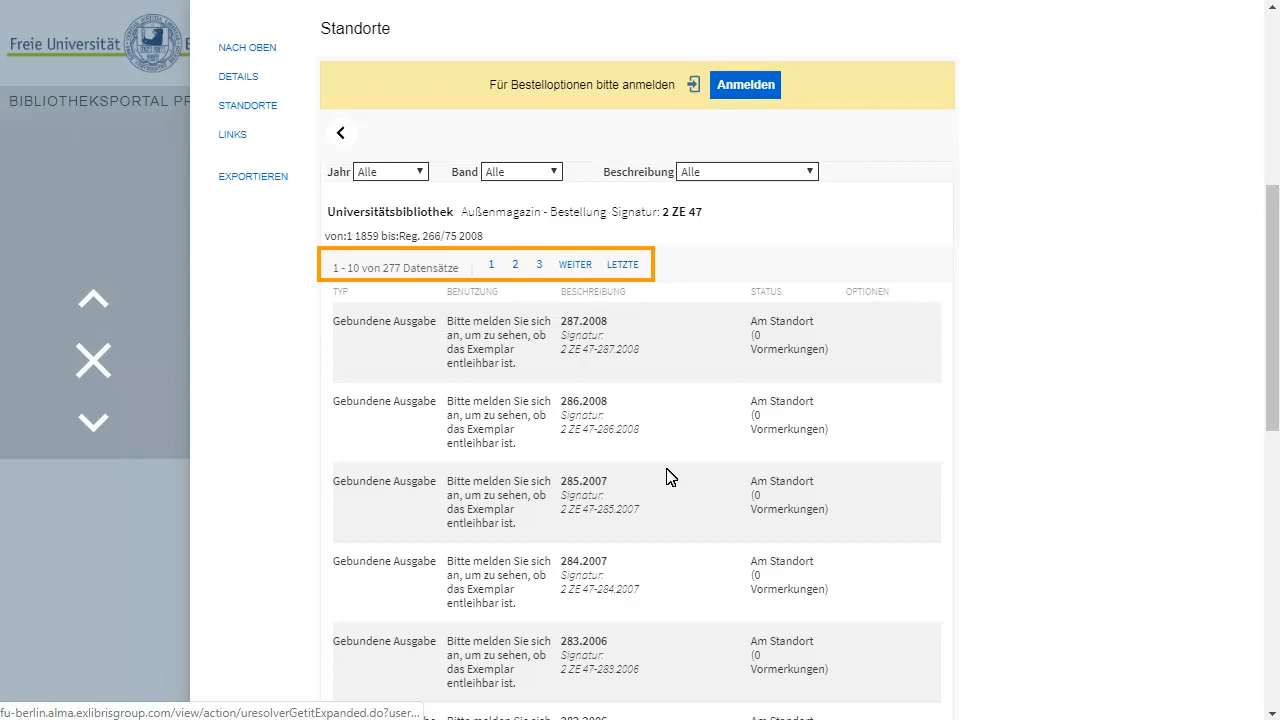 Freie Universität
BIBLIOTHEKSPORTAL PR
NACH OBEN
DETAILS
STANDORTE
LINKS
EXPORTIEREN
Standorte
Für Bestelloptionen bitte anmelden Anmelden
Jahr Alle Band Alle Beschreibung Alle
Universitätsbibliothek Außenmagazin - Bestellung Signatur: 2 ZE 47
von:1 1859 bis:Reg. 266/75 2008
1 - 10 von 277 Datensätze 1 2 3 WEITER LETZTE
TYP BENUTZUNG BESCHREIBUNG STATUS OPTIONEN
Gebundene Ausgabe Bitte melden Sie sich 287.2008 Am Standort
an, um zu sehen, ob Signatur: (0
das Exemplar 2 ZE 47-287.2008 Vormerkungen)
entleihbar ist.
Gebundene Ausgabe Bitte melden Sie sich 286.2008 Am Standort
an, um zu sehen, ob Signatur: (0
das Exemplar 2 ZE 47-286.2008 Vormerkungen)
entleihbar ist.
Gebundene Ausgabe Bitte melden Sie sich 285.2007 Am Standort
an, um zu sehen, ob Signatur: (0
das Exemplar 2 ZE 47-285.2007 Vormerkungen)
entleihbar ist.
Gebundene Ausgabe Bitte melden Sie sich 284.2007 Am Standort
an, um zu sehen, ob Signatur: (0
das Exemplar 2 ZE 47-284.2007 Vormerkungen)
entleihbar ist.
Gebundene Ausgabe Bitte melden Sie sich 283.2006 Am Standort
an, um zu sehen, ob Signatur: (0
das Exemplar 2 ZE 47-283.2006 Vormerkungen)
entleihbar ist.
fu-berlin.alma.exlibrisgroup.com/view/action/uresolverGetitExpanded.do?user...